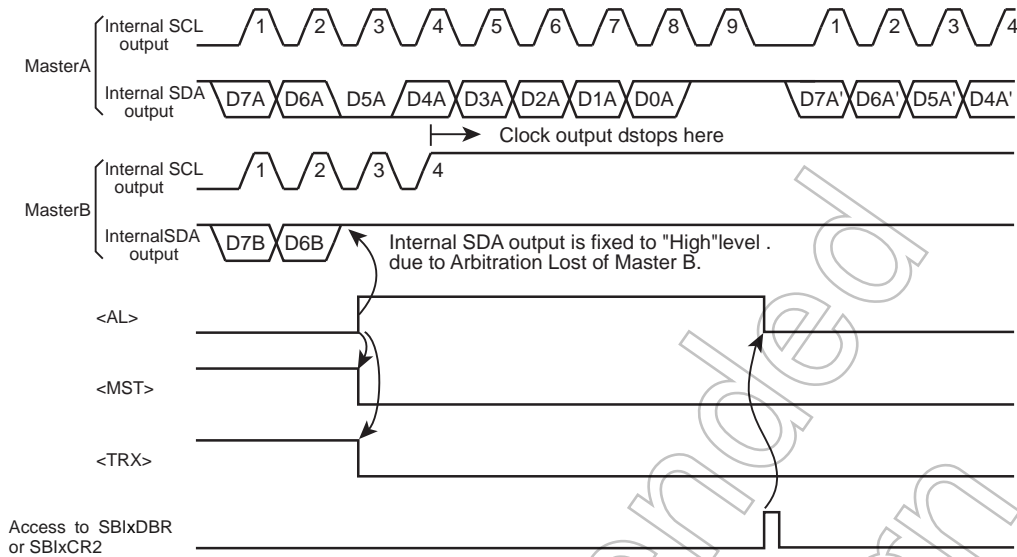 Internal SCL
output
1 2 3 4 5 6 7 8 9 1 2 3 4
MasterA
Internal SDA
output
D7A D6A D5A D4A D3A D2A D1A D0A D7A' D6A' D5A' D4A'
Clock output dstops here
Internal SCL
output
1 2 3 4
MasterB
InternalSDA
output
D7B D6B
Internal SDA output is fixed to "High"level .
due to Arbitration Lost of Master B.
<AL>
<MST>
<TRX>
Access to SBIxDBR
or SBIxCR2